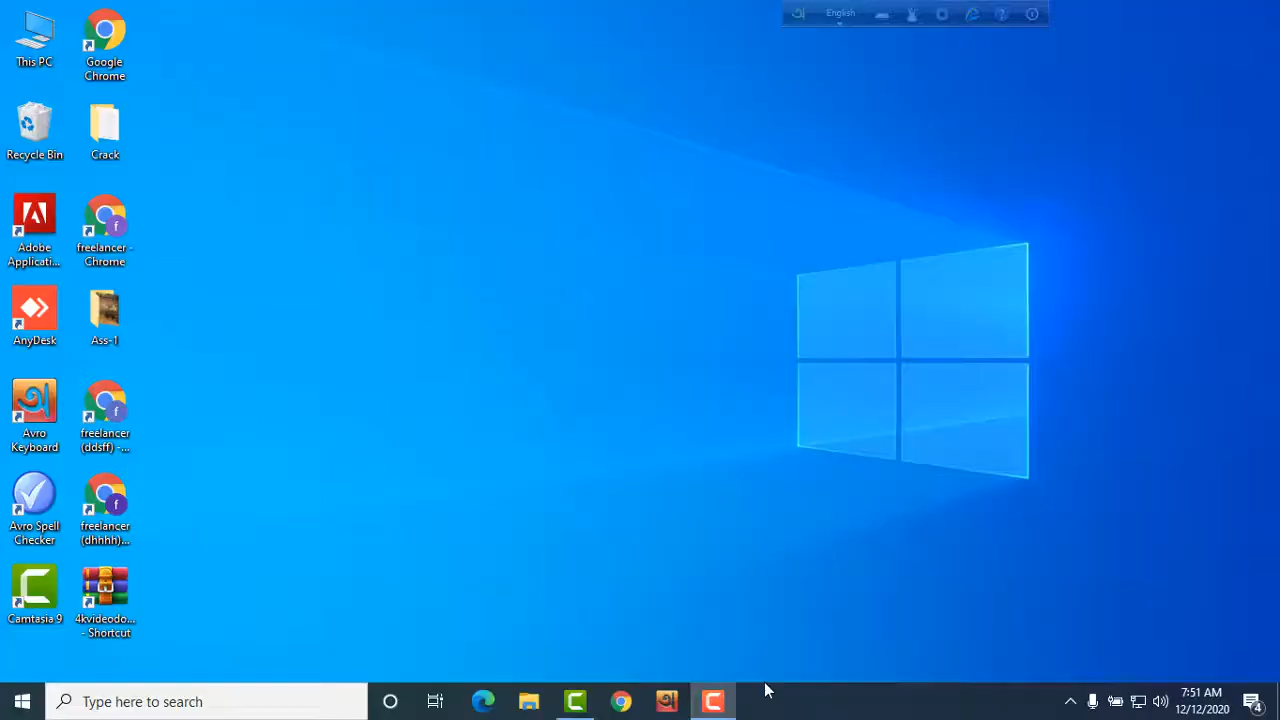 অ English
This PC
Google
Chrome
Recycle Bin
Crack
Adobe
Applicati...
freelancer -
Chrome
AnyDesk
Ass-1
Avro
Keyboard
freelancer
(ddsff) -...
Avro Spell
Checker
freelancer
(dhhhh)...
Camtasia 9
4kvideodo...
- Shortcut
Type here to search
7:51 AM
12/12/2020
4